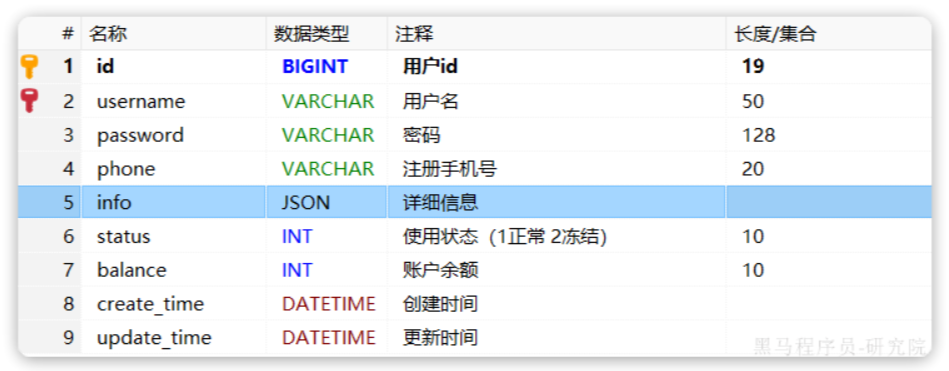 # 名称 数据类型 注释 长度/集合
1 id BIGINT 用户id 19
2 username VARCHAR 用户名 50
3 password VARCHAR 密码 128
4 phone VARCHAR 注册手机号 20
5 info JSON 详细信息
6 status INT 使用状态（1正常 2冻结） 10
7 balance INT 账户余额 10
8 create_time DATETIME 创建时间
9 update_time DATETIME 更新时间
黑马程序员-研究院